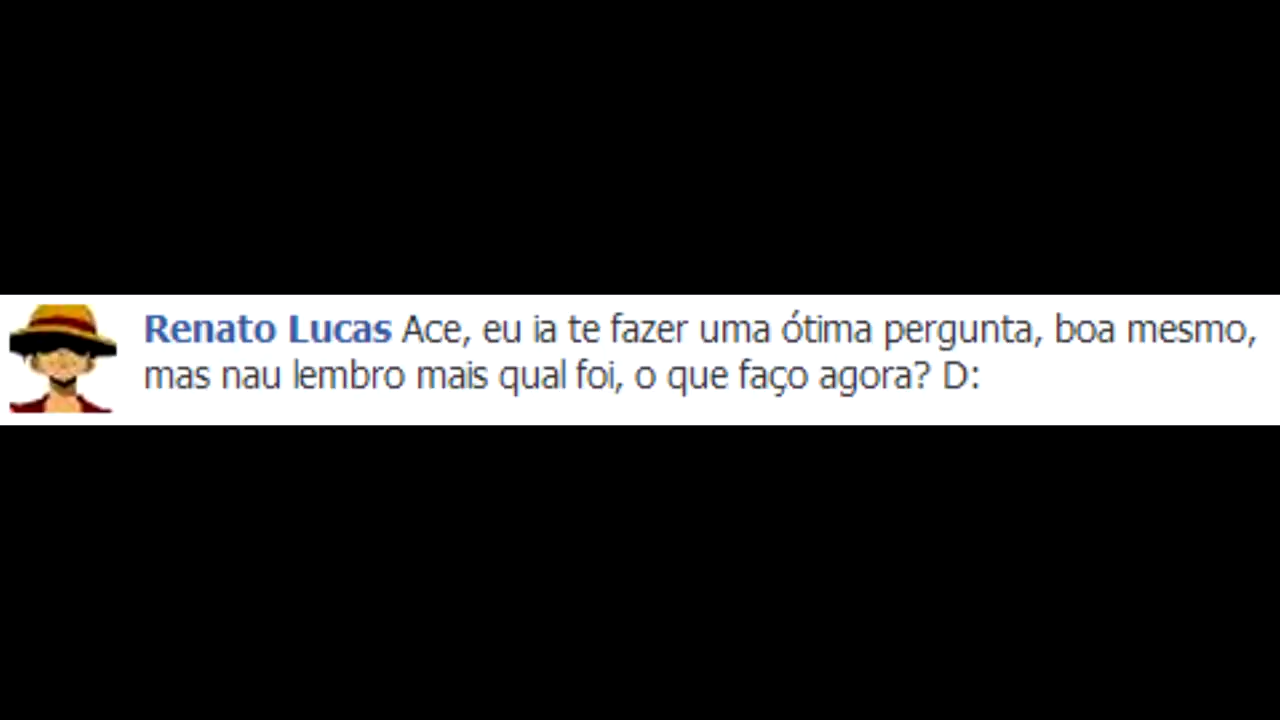 Renato Lucas Ace, eu ia te fazer uma ótima pergunta, boa mesmo,
mas nau lembro mais qual foi, o que faço agora? D: